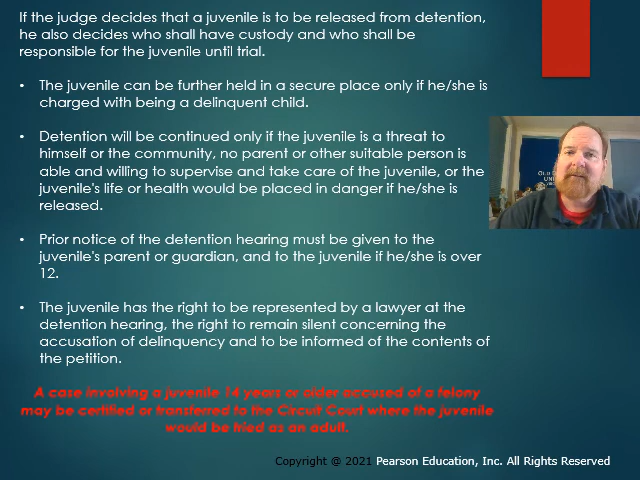 If the judge decides that a juvenile is to be released from detention,
he also decides who shall have custody and who shall be
responsible for the juvenile until trial.
• The juvenile can be further held in a secure place only if he/she is
charged with being a delinquent child.
• Detention will be continued only if the juvenile is a threat to
himself or the community, no parent or other suitable person is
able and willing to supervise and take care of the juvenile, or the
juvenile's life or health would be placed in danger if he/she is
released.
• Prior notice of the detention hearing must be given to the
juvenile's parent or guardian, and to the juvenile if he/she is over
12.
• The juvenile has the right to be represented by a lawyer at the
detention hearing, the right to remain silent concerning the
accusation of delinquency and to be informed of the contents of
the petition.
A case involving a juvenile 14 years or older accused of a felony
may be certified or transferred to the Circuit Court where the juvenile
would be tried as an adult.
Copyright @ 2021 Pearson Education, Inc. All Rights Reserved